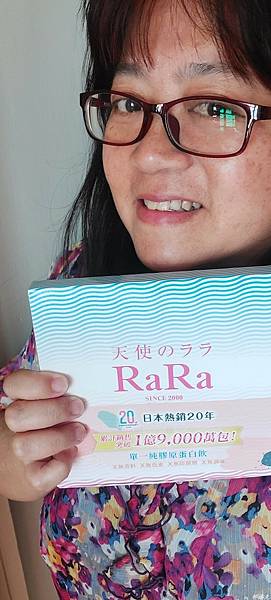 天使のララ
RaRa
SINCE 2000
20
日本熱銷20年
累計銷售
突破
1億9,000萬包!
單一純膠原蛋白飲